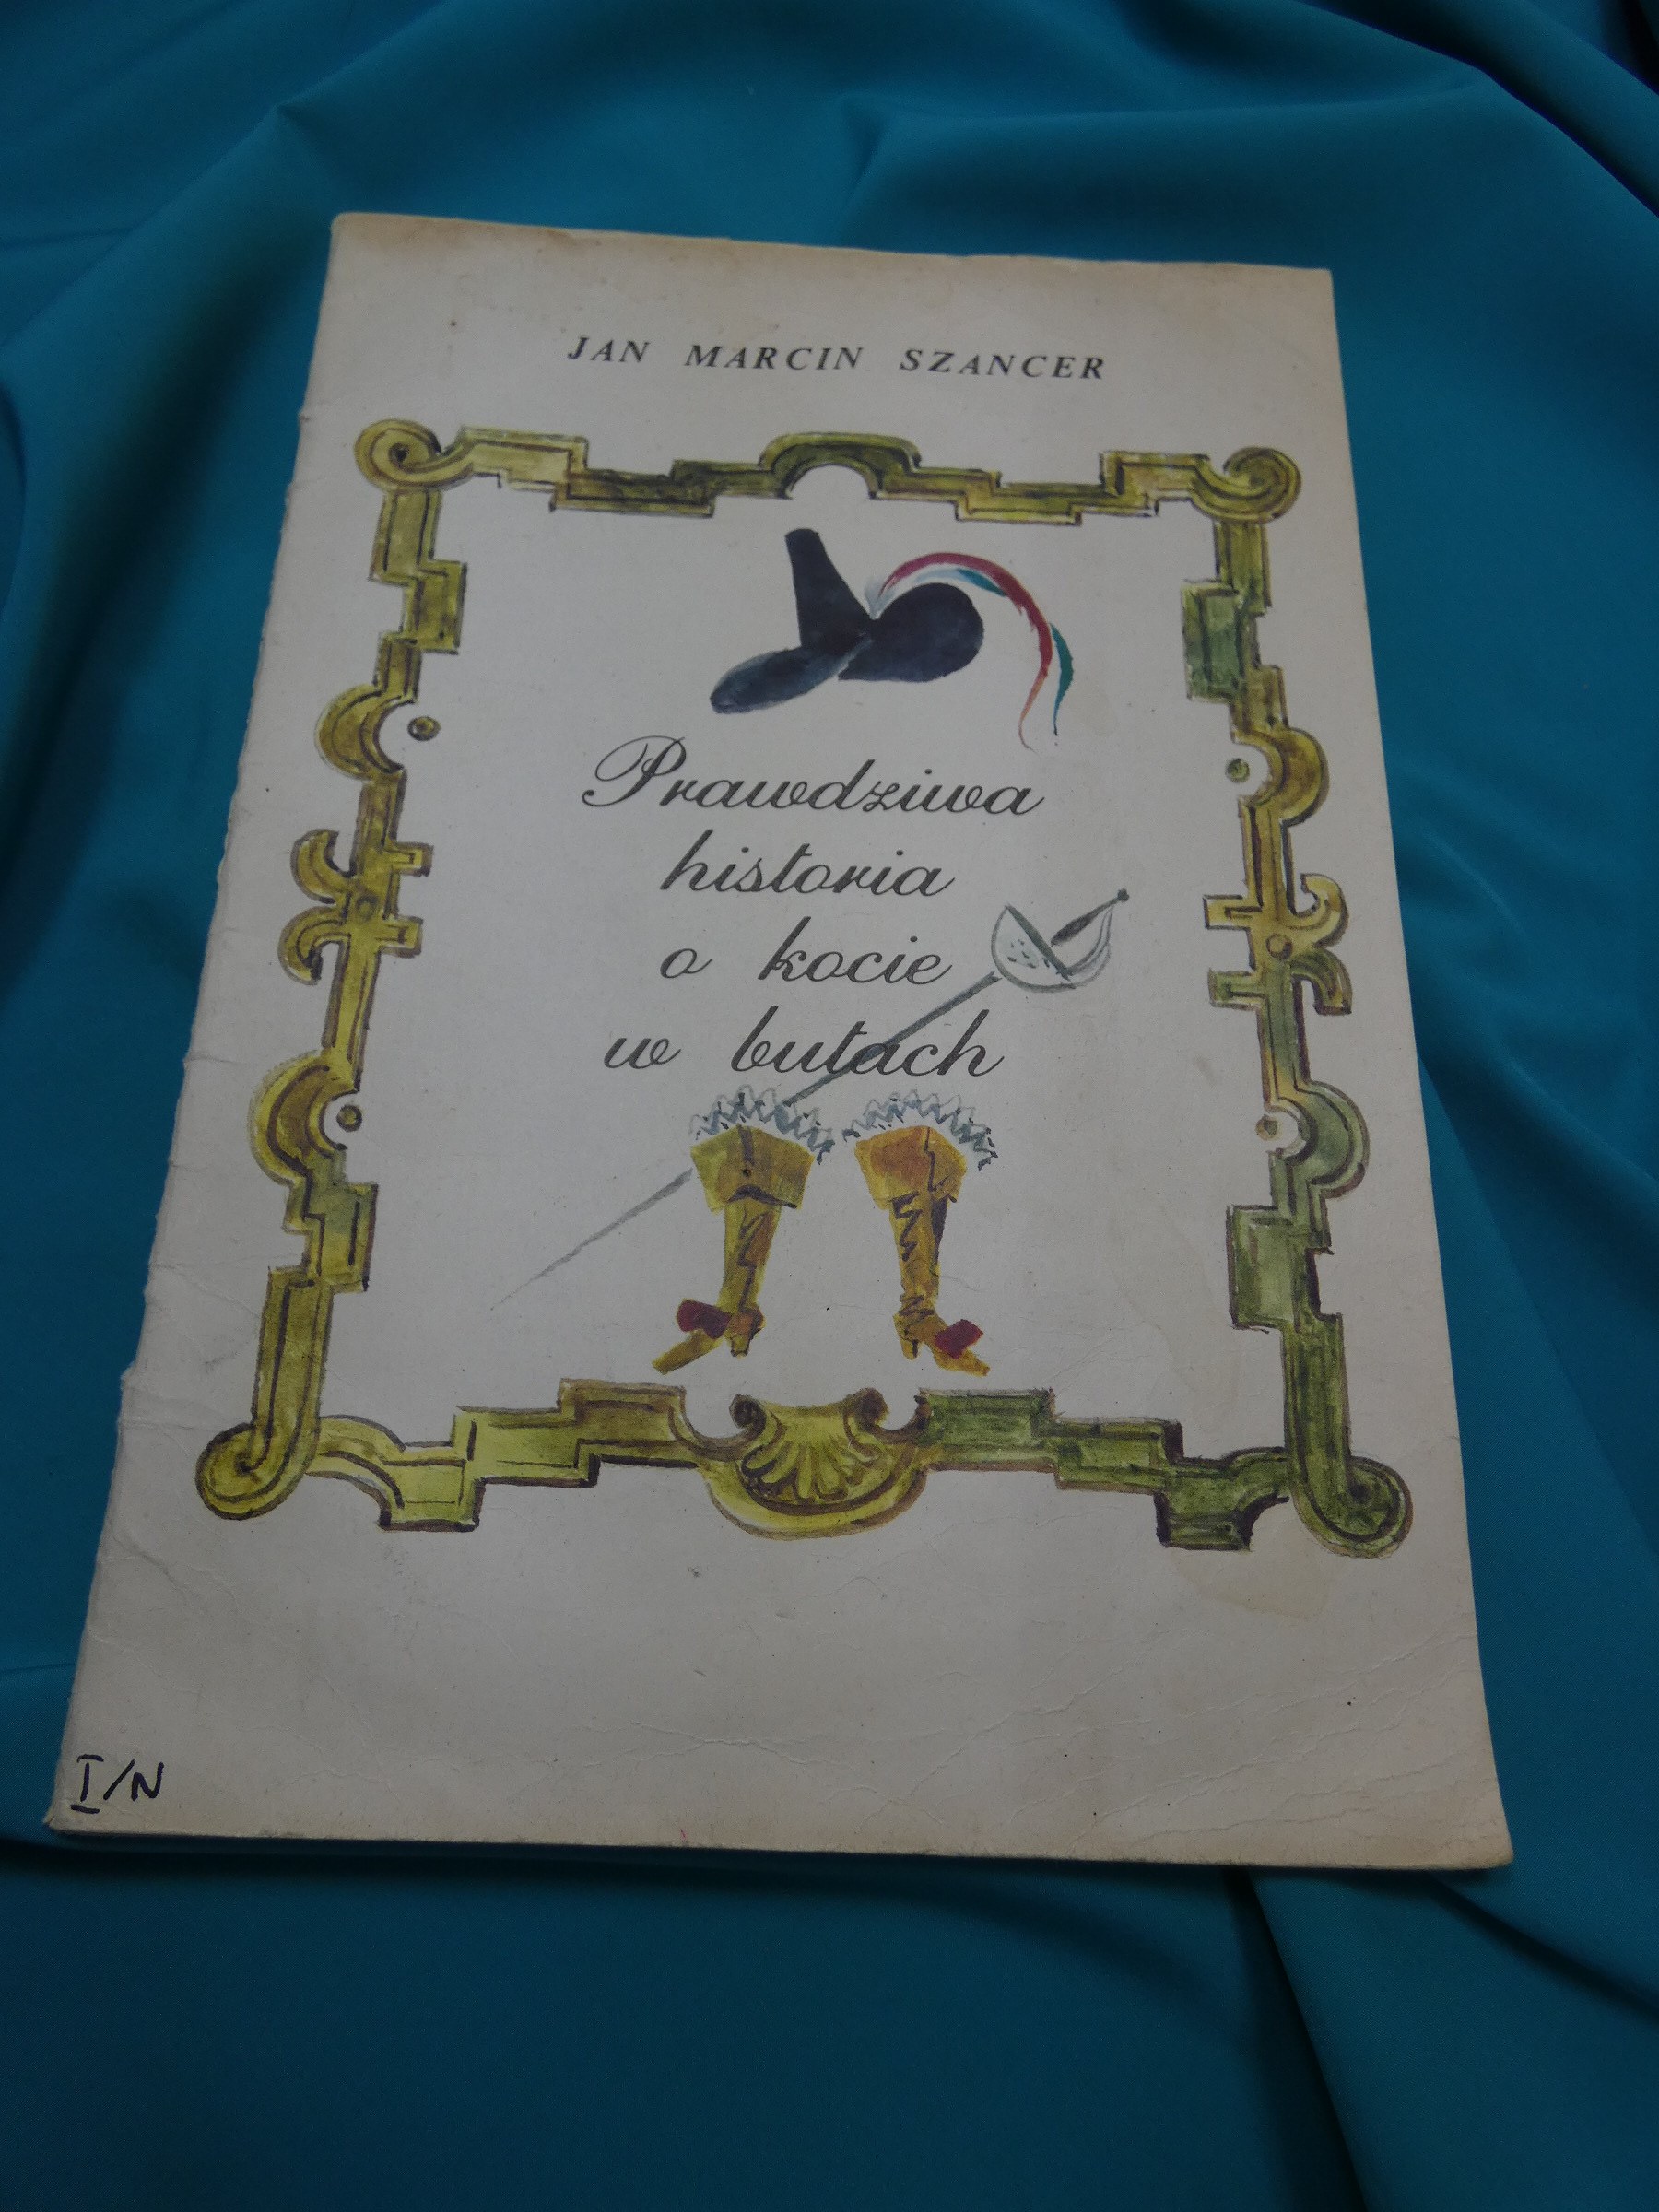 JAN MARCIN SZANCER
Prawdziwa
historia
o kocie
w butach
I/N